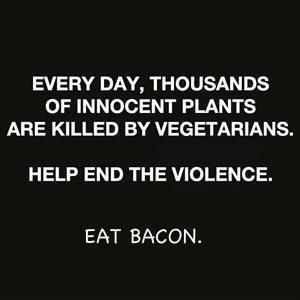 EVERY DAY, THOUSANDS
OF INNOCENT PLANTS
ARE KILLED BY VEGETARIANS.
HELP END THE VIOLENCE.
EAT BACON.